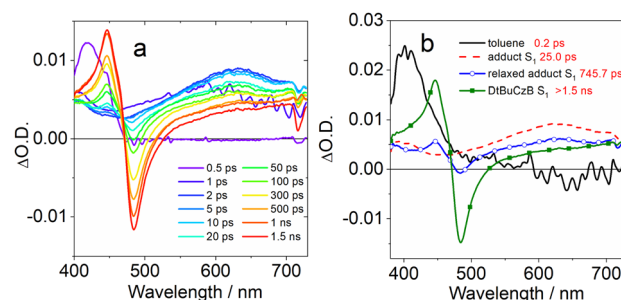 a
0.01
0.00
-0.01
ΔO.D.
400 500 600 700
Wavelength / nm
0.5 ps 50 ps
1 ps 100 ps
2 ps 300 ps
5 ps 500 ps
10 ps 1 ns
20 ps 1.5 ns
b
0.03
0.02
0.01
0.000
-0.01
ΔO.D.
400 500 600 700
Wavelength / nm
toluene 0.2 ps
adduct S₁ 25.0 ps
relaxed adduct S₁ 745.7 ps
DtBuCzB S₁ >1.5 ns